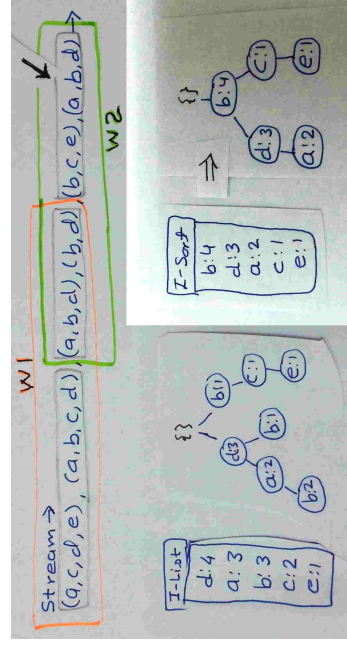 W1
Stream →
(a,c,d,e), (a,b,c,d), (a,b,d), (b,d), (b,c,e), (a,b,d) →
W2
I-List
d:4
a:3
b:3
c:2
e:1
{}
d:3
b:1
a:2
b:1
c:1
b:2
e:1
I-Sort
b:4
d:3
a:2
c:1
e:1
⇒
{}
b:4
d:3
c:1
a:2
e:1